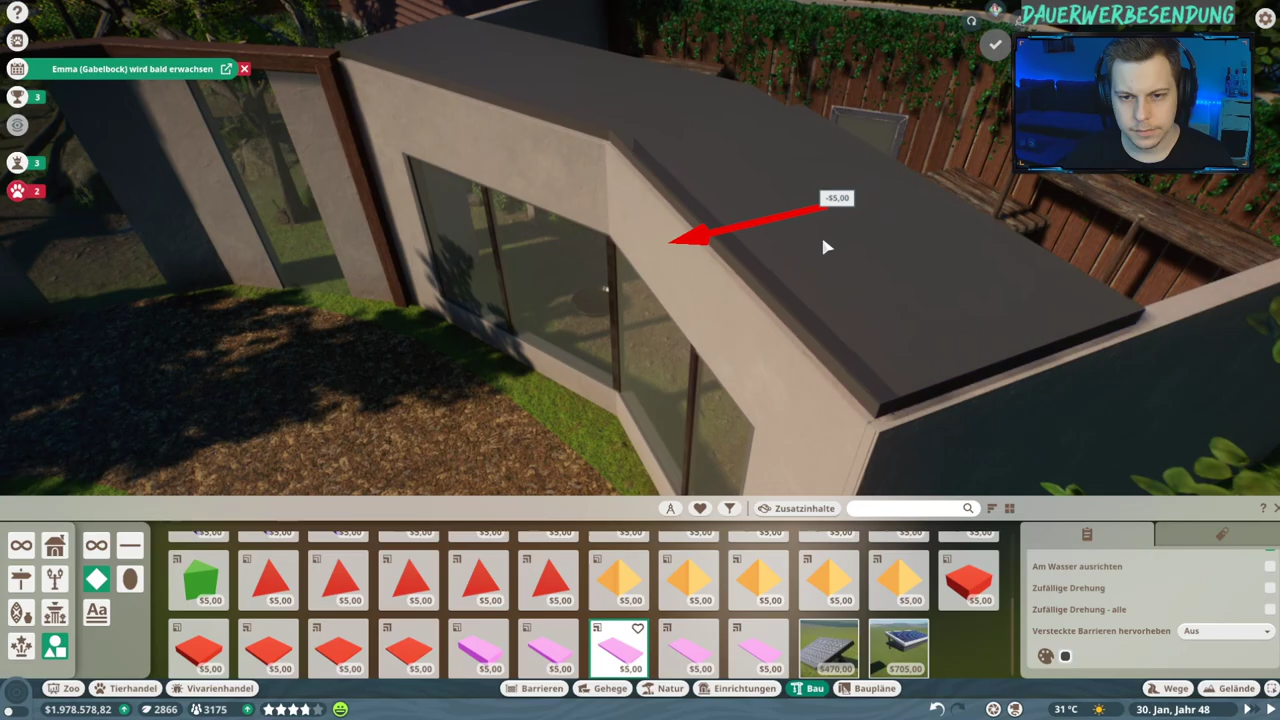 DAUERWERBESENDUNG
Emma (Gabelbock) wird bald erwachsen
3
3
2
-$5,00
Zusatzinhalte
$5,00 $5,00 $5,00 $5,00 $5,00 $5,00 $5,00 $5,00 $5,00 $5,00 $5,00 $5,00
Aa
$5,00 $5,00 $5,00 $5,00 $5,00 $5,00 $5,00 $5,00 $5,00 $470,00 $705,00
Am Wasser ausrichten
Zufällige Drehung
Zufällige Drehung - alle
Versteckte Barrieren hervorheben Aus
Zoo Tierhandel Vivarienhandel Barrieren Gehege Natur Einrichtungen Bau Baupläne Wege Gelände
$1.978.578,82 2866 3175 31 °C 30. Jan, Jahr 48